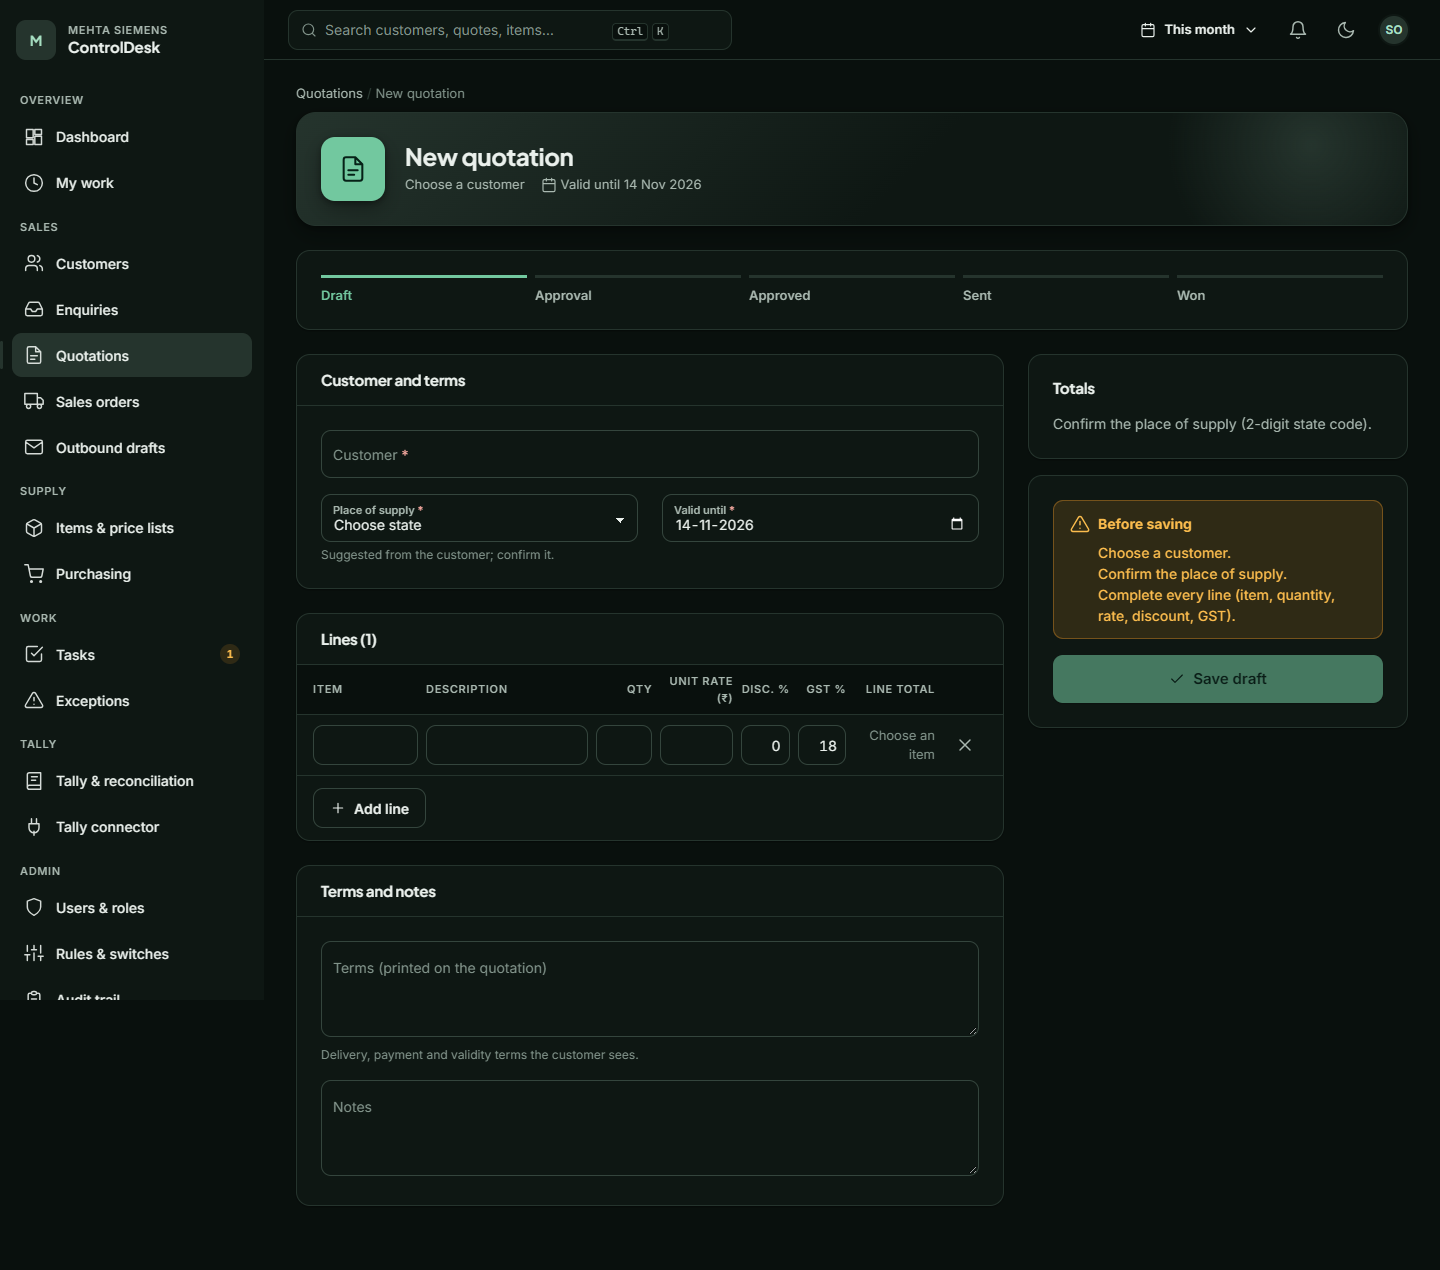 M
MEHTA SIEMENS
ControlDesk
Search customers, quotes, items...
Ctrl K
This month
SO
OVERVIEW
Dashboard
My work
SALES
Customers
Enquiries
Quotations
Sales orders
Outbound drafts
SUPPLY
Items & price lists
Purchasing
WORK
Tasks 1
Exceptions
TALLY
Tally & reconciliation
Tally connector
ADMIN
Users & roles
Rules & switches
Audit trail
Quotations / New quotation
New quotation
Choose a customer Valid until 14 Nov 2026
Draft Approval Approved Sent Won
Customer and terms
Customer *
Place of supply * Valid until *
Choose state 14-11-2026
Suggested from the customer; confirm it.
Lines (1)
ITEM DESCRIPTION QTY UNIT RATE (₹) DISC. % GST % LINE TOTAL
0 18 Choose an item
Add line
Terms and notes
Terms (printed on the quotation)
Delivery, payment and validity terms the customer sees.
Notes
Totals
Confirm the place of supply (2-digit state code).
Before saving
Choose a customer.
Confirm the place of supply.
Complete every line (item, quantity,
rate, discount, GST).
Save draft